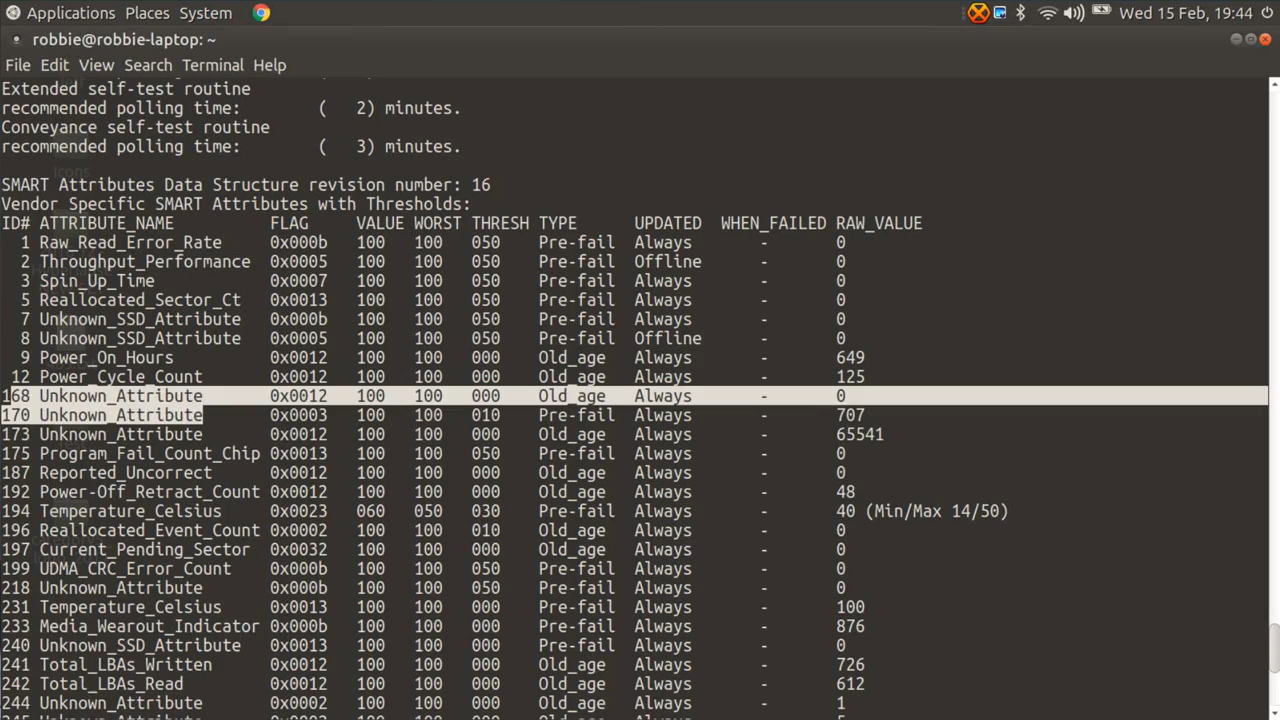 Applications Places System Wed 15 Feb, 19:44
robbie@robbie-laptop: ~
File Edit View Search Terminal Help
Extended self-test routine
recommended polling time: ( 2) minutes.
Conveyance self-test routine
recommended polling time: ( 3) minutes.
SMART Attributes Data Structure revision number: 16
Vendor Specific SMART Attributes with Thresholds:
ID# ATTRIBUTE_NAME FLAG VALUE WORST THRESH TYPE UPDATED WHEN_FAILED RAW_VALUE
1 Raw_Read_Error_Rate 0x000b 100 100 050 Pre-fail Always - 0
2 Throughput_Performance 0x0005 100 100 050 Pre-fail Offline - 0
3 Spin_Up_Time 0x0007 100 100 050 Pre-fail Always - 0
5 Reallocated_Sector_Ct 0x0013 100 100 050 Pre-fail Always - 0
7 Unknown_SSD_Attribute 0x000b 100 100 050 Pre-fail Always - 0
8 Unknown_SSD_Attribute 0x0005 100 100 050 Pre-fail Offline - 0
9 Power_On_Hours 0x0012 100 100 000 Old_age Always - 649
12 Power_Cycle_Count 0x0012 100 100 000 Old_age Always - 125
168 Unknown_Attribute 0x0012 100 100 000 Old_age Always - 0
170 Unknown_Attribute 0x0003 100 100 010 Pre-fail Always - 707
173 Unknown_Attribute 0x0012 100 100 000 Old_age Always - 65541
175 Program_Fail_Count_Chip 0x0013 100 100 050 Pre-fail Always - 0
187 Reported_Uncorrect 0x0012 100 100 000 Old_age Always - 0
192 Power-Off_Retract_Count 0x0012 100 100 000 Old_age Always - 48
194 Temperature_Celsius 0x0023 060 050 030 Pre-fail Always - 40 (Min/Max 14/50)
196 Reallocated_Event_Count 0x0002 100 100 010 Old_age Always - 0
197 Current_Pending_Sector 0x0032 100 100 000 Old_age Always - 0
199 UDMA_CRC_Error_Count 0x000b 100 100 050 Pre-fail Always - 0
218 Unknown_Attribute 0x000b 100 100 050 Pre-fail Always - 0
231 Temperature_Celsius 0x0013 100 100 000 Pre-fail Always - 100
233 Media_Wearout_Indicator 0x000b 100 100 000 Pre-fail Always - 876
240 Unknown_SSD_Attribute 0x0013 100 100 050 Pre-fail Always - 0
241 Total_LBAs_Written 0x0012 100 100 000 Old_age Always - 726
242 Total_LBAs_Read 0x0012 100 100 000 Old_age Always - 612
244 Unknown_Attribute 0x0002 100 100 000 Old_age Always - 1